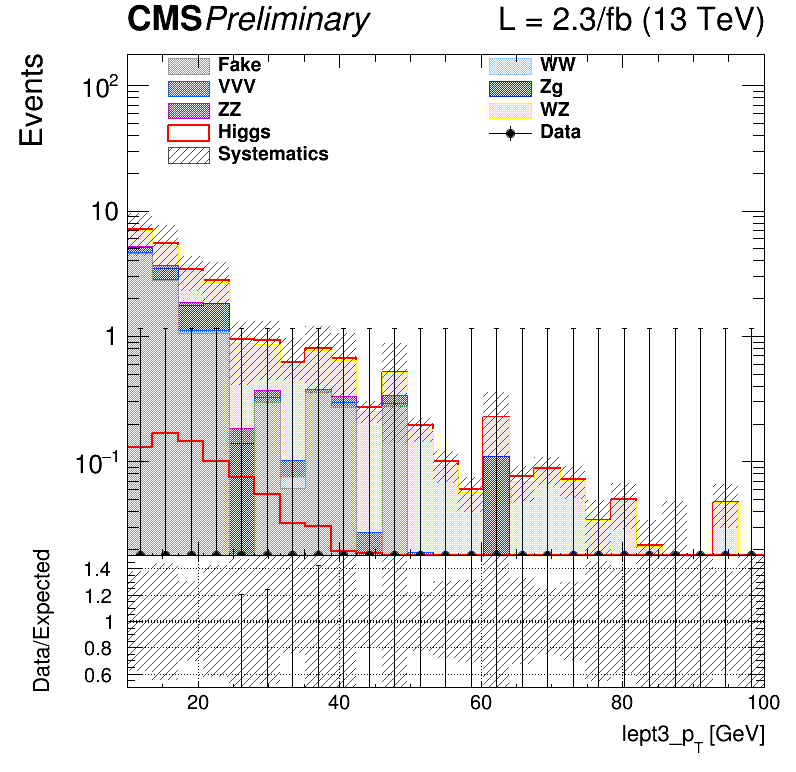 CMS Preliminary L = 2.3/fb (13 TeV)
Events
10²
10
1
10⁻¹
Fake
VVV
ZZ
Higgs
Systematics
WW
Zg
WZ
Data
Data/Expected
1.4
1.2
1
0.8
0.6
20 40 60 80 100
lept3_p_T [GeV]